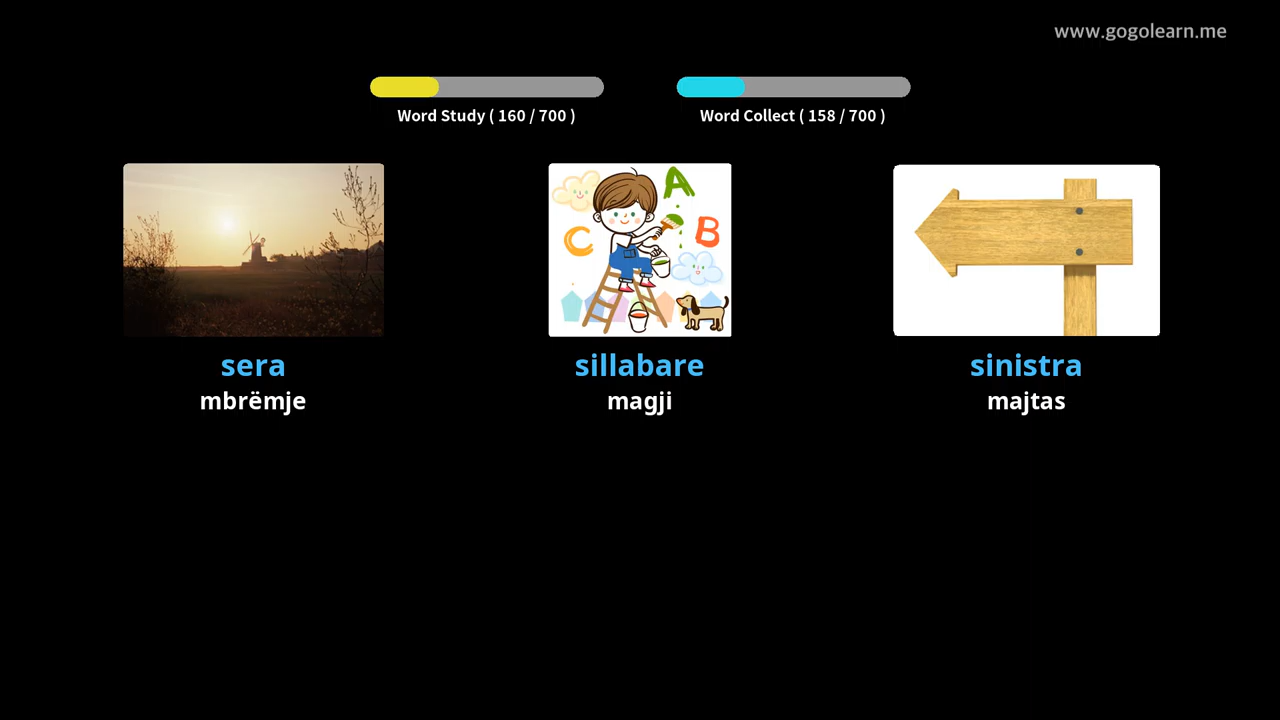 www.gogolearn.me
Word Study ( 160 / 700 )
Word Collect ( 158 / 700 )
A
B
C
sera
sillabare
sinistra
mbrëmje
magji
majtas